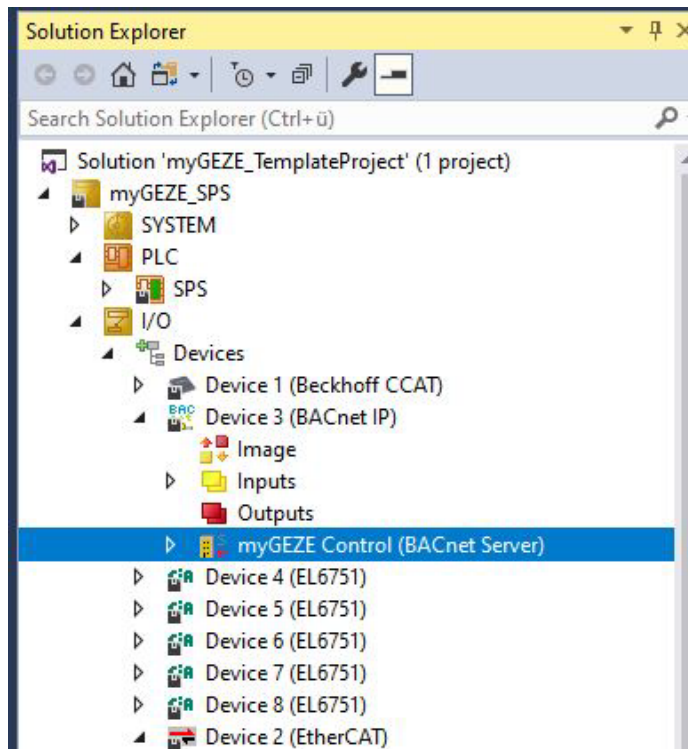 Solution Explorer
Search Solution Explorer (Ctrl+ü)
Solution 'myGEZE_TemplateProject' (1 project)
myGEZE_SPS
SYSTEM
PLC
SPS
I/O
Devices
Device 1 (Beckhoff CCAT)
BAC
Device 3 (BACnet IP)
Image
Inputs
Outputs
myGEZE Control (BACnet Server)
Device 4 (EL6751)
Device 5 (EL6751)
Device 6 (EL6751)
Device 7 (EL6751)
Device 8 (EL6751)
Device 2 (EtherCAT)